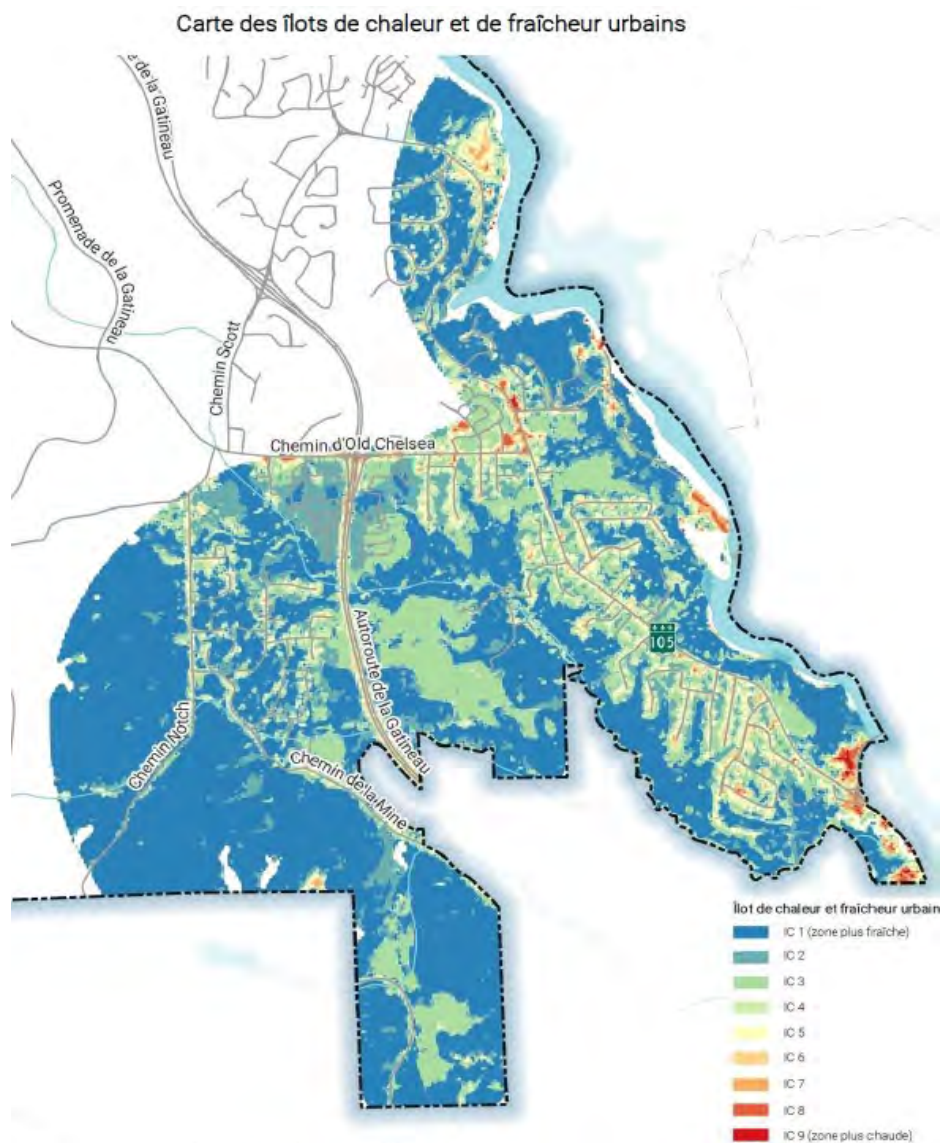 Carte des îlots de chaleur et de fraîcheur urbains
e de la Gatineau
Promenade de la Gatineau
Chemin Scott
Chemin d'Old Chelsea
Autoroute de la Gatineau
105
Chemin Notch
Chemin de la Mine
Îlot de chaleur et fraîcheur urbain
IC 1 (zone plus fraîche)
IC 2
IC 3
IC 4
IC 5
IC 6
IC 7
IC 8
IC 9 (zone plus chaude)